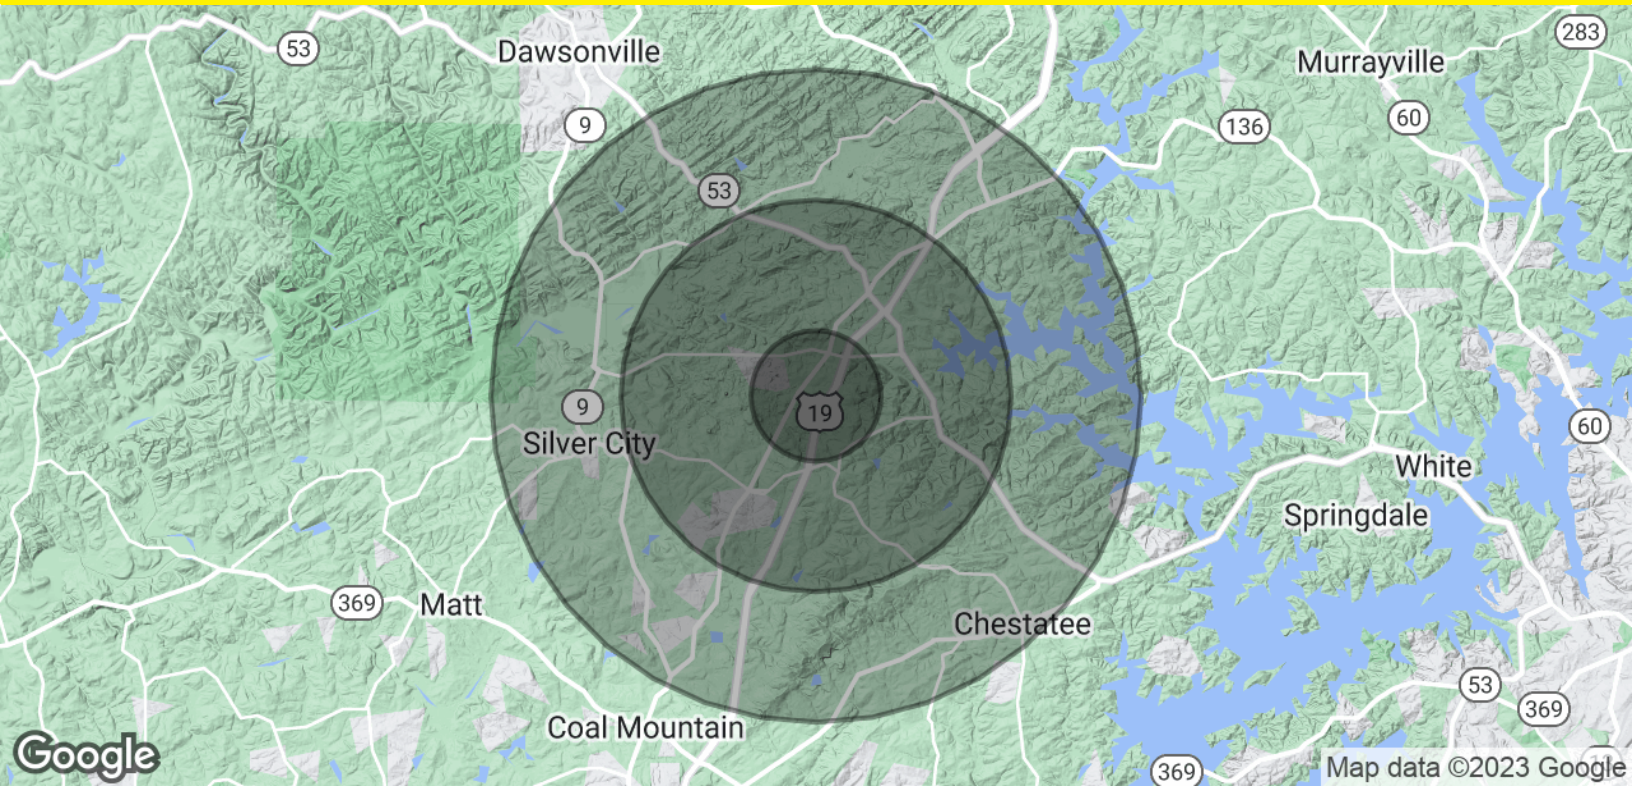 53
Dawsonville
283
Murrayville
9
60
136
53
9
19
Silver City
60
White
Springdale
369
Matt
Chestatee
53
369
Coal Mountain
Google
369
Map data ©2023 Google